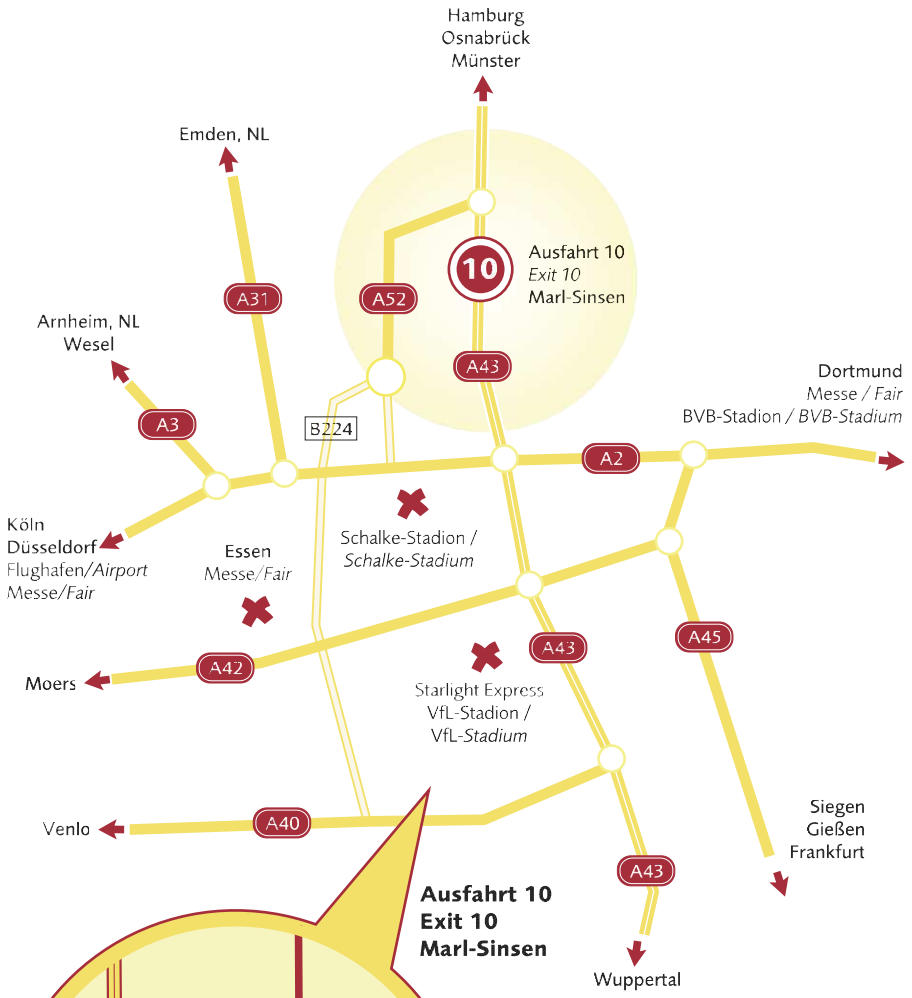 Hamburg
Osnabrück
Münster
Emden, NL
10
Ausfahrt 10
Exit 10
Marl-Sinsen
A31
A52
Arnheim, NL
Wesel
A43
Dortmund
Messe / Fair
BVB-Stadion / BVB-Stadium
A3
B224
A2
Köln
Düsseldorf
Flughafen/Airport
Messe/Fair
Essen
Messe/Fair
Schalke-Stadion /
Schalke-Stadium
A42
A43
A45
Moers
Starlight Express
VfL-Stadion /
VfL-Stadium
Venlo
A40
Siegen
Gießen
Frankfurt
A43
Ausfahrt 10
Exit 10
Marl-Sinsen
Wuppertal